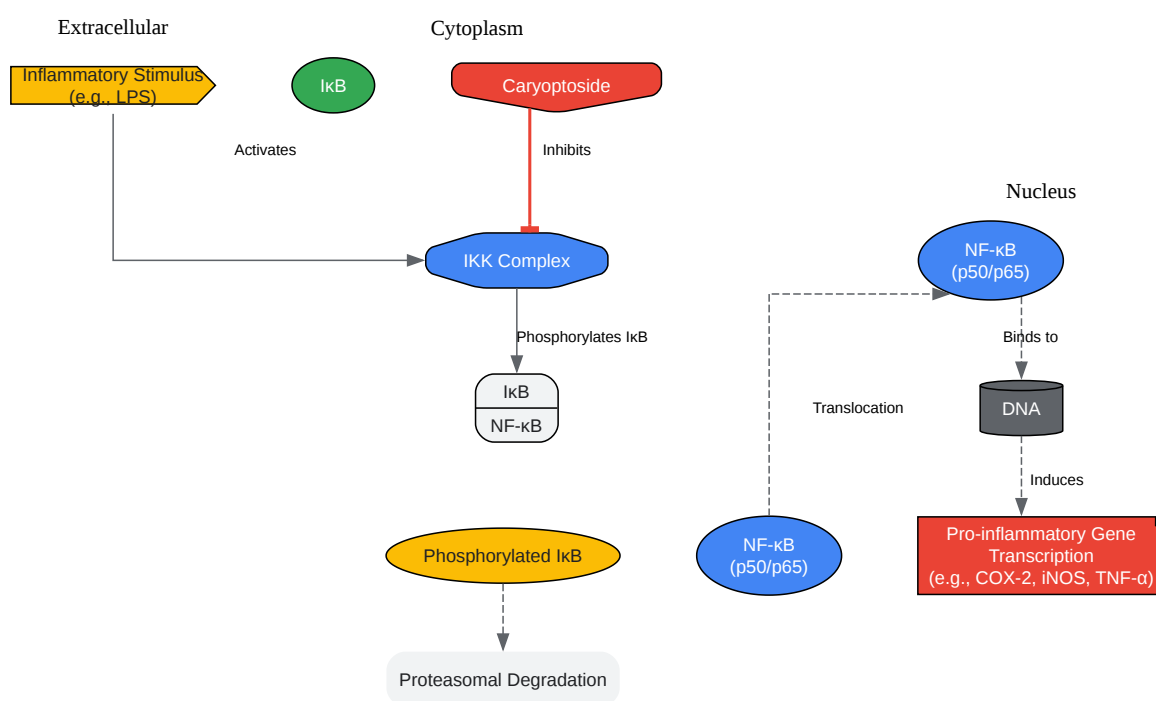 Extracellular
Cytoplasm
Inflammatory Stimulus
(e.g., LPS)
IκB
Caryoptoside
Activates
Inhibits
Nucleus
IKK Complex
NF-κB
(p50/p65)
Phosphorylates IκB
Binds to
IκB
NF-κB
Translocation
DNA
Induces
Phosphorylated IκB
NF-κB
(p50/p65)
Pro-inflammatory Gene
Transcription
(e.g., COX-2, iNOS, TNF-α)
Proteasomal Degradation